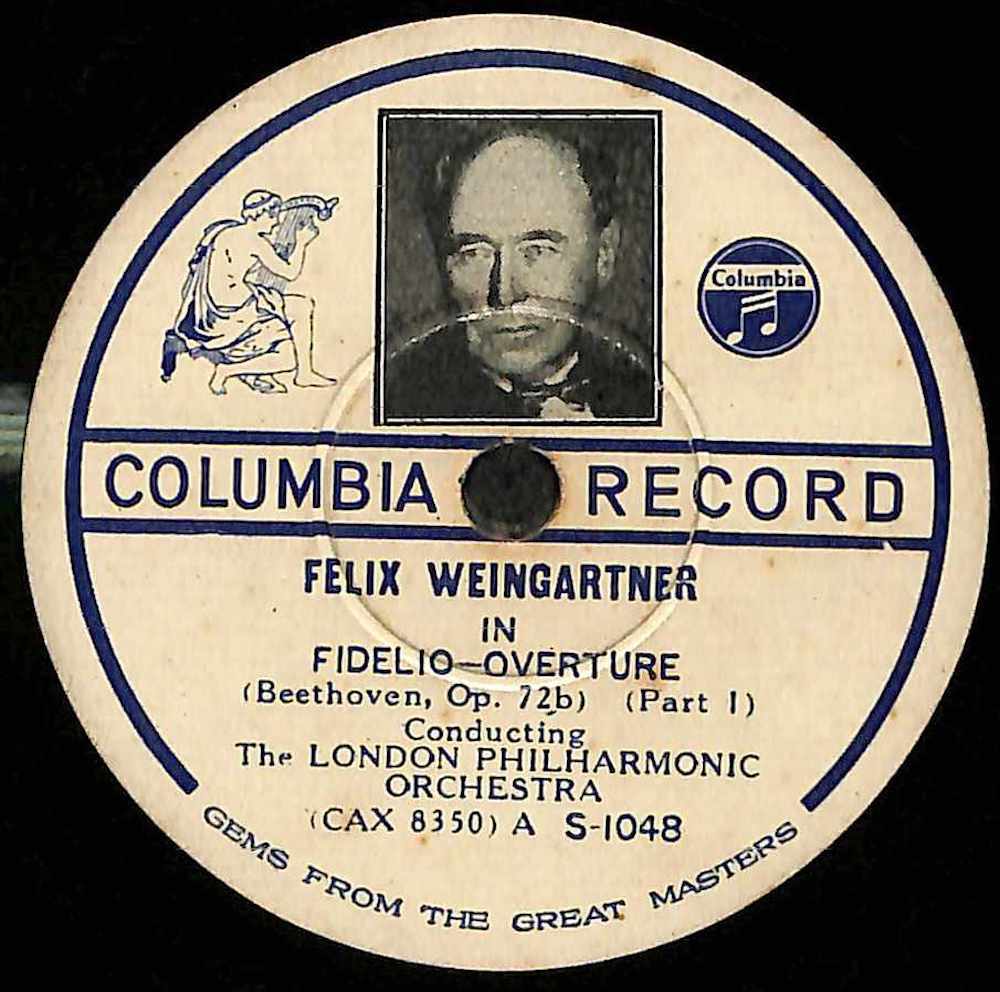 Columbia
COLUMBIA RECORD
FELIX WEINGARTNER
IN
FIDELIO—OVERTURE
(Beethoven, Op. 72b) (Part 1)
Conducting
The LONDON PHILHARMONIC
ORCHESTRA
(CAX 8350) A S-1048
GEMS FROM THE GREAT MASTERS